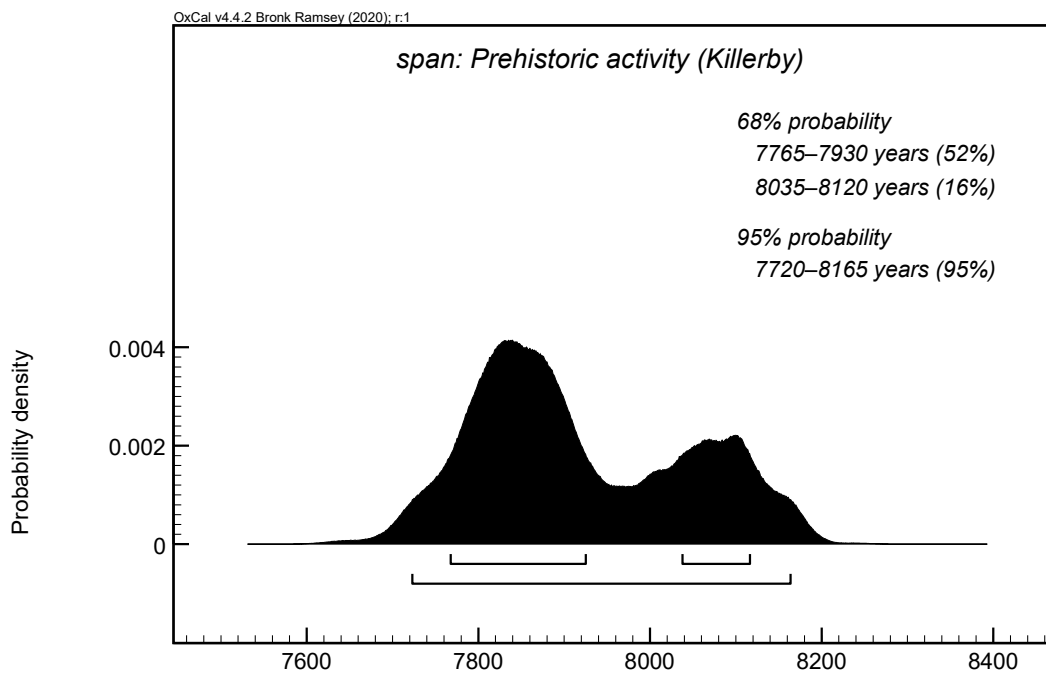 OxCal v4.4.2 Bronk Ramsey (2020); r:1
span: Prehistoric activity (Killerby)
68% probability
7765–7930 years (52%)
8035–8120 years (16%)
95% probability
7720–8165 years (95%)
Probability density
0.004
0.002
0
7600 7800 8000 8200 8400